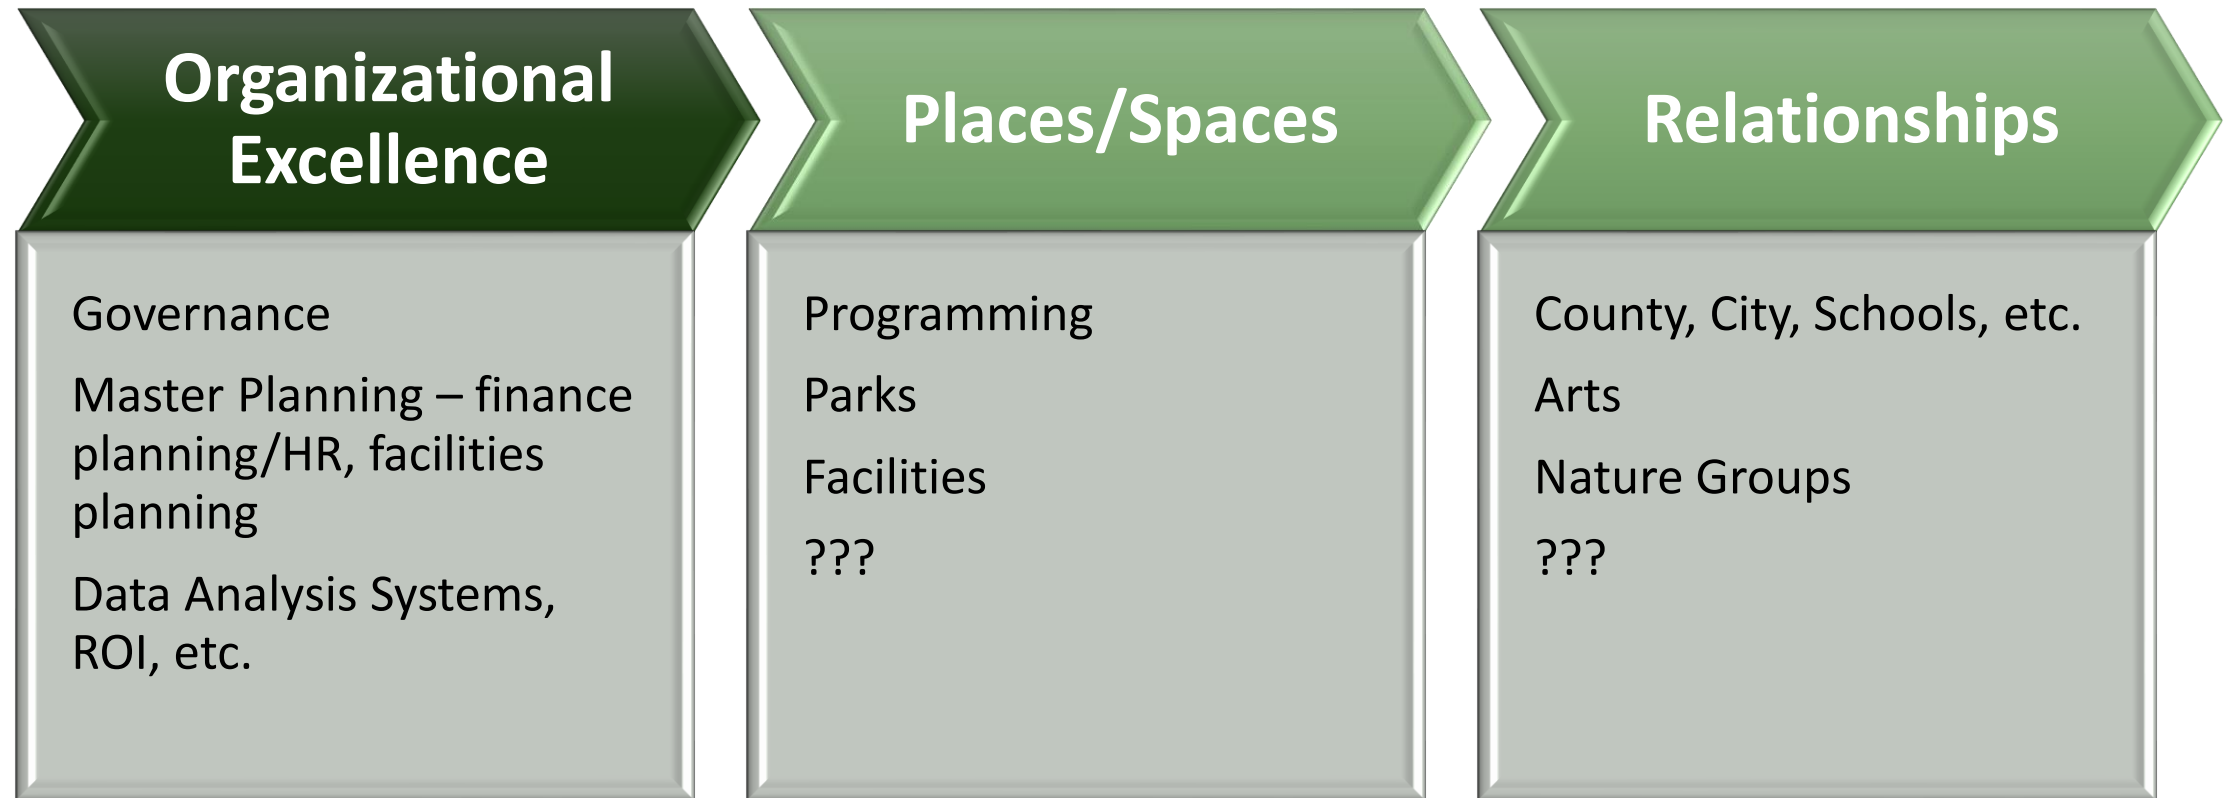 Organizational
Excellence
Governance
Master Planning – finance
planning/HR, facilities
planning
Data Analysis Systems,
ROI, etc.
Places/Spaces
Programming
Parks
Facilities
???
Relationships
County, City, Schools, etc.
Arts
Nature Groups
???